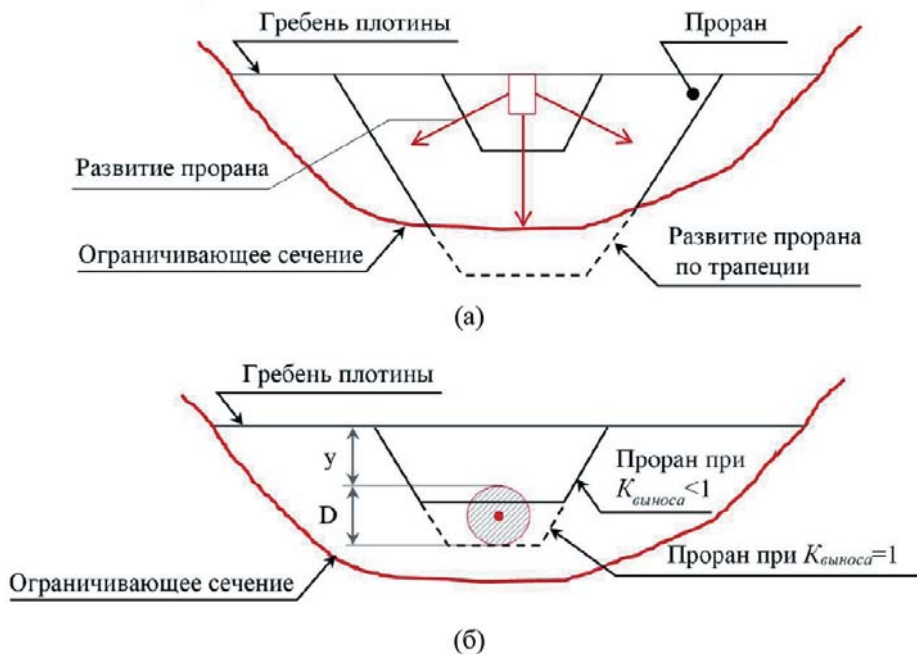 Гребень плотины
Проран
Развитие прорана
Ограничивающее сечение
Развитие прорана
по трапеции
(а)
Гребень плотины
y
D
Проран при
Kвыноса<1
Проран при Kвыноса=1
Ограничивающее сечение
(б)